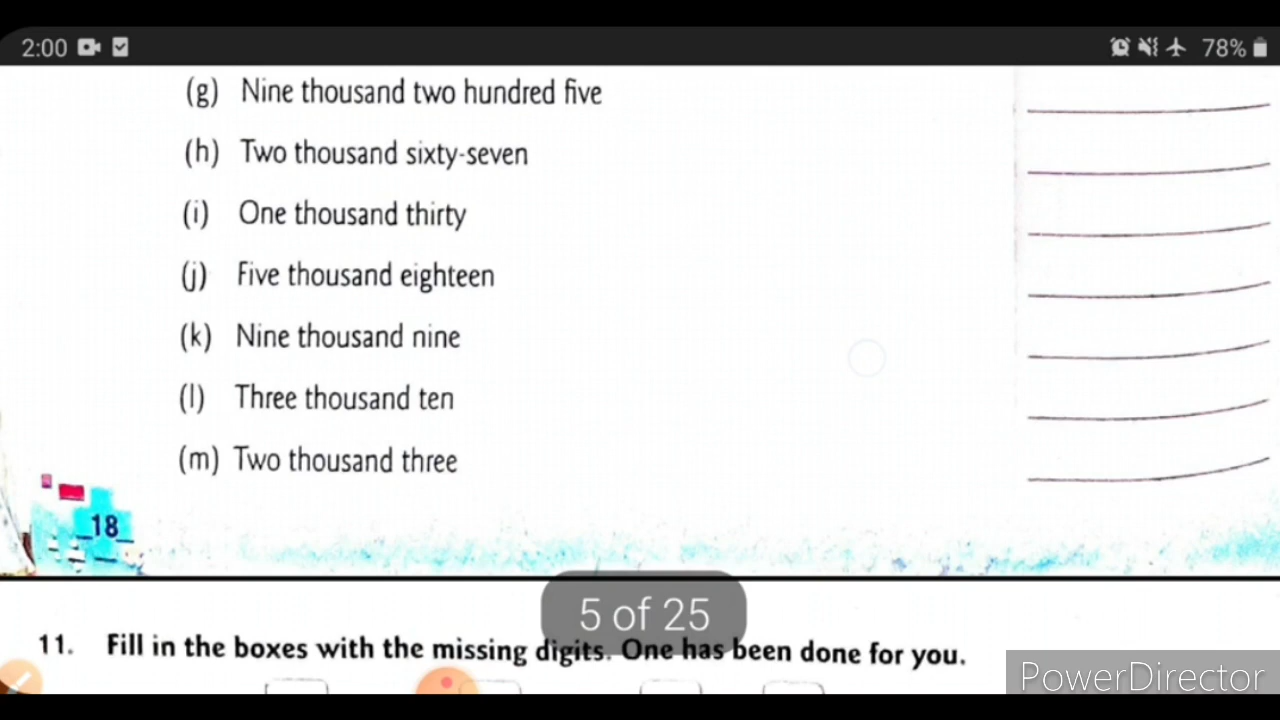 2:00 78%
(g) Nine thousand two hundred five
(h) Two thousand sixty-seven
(i) One thousand thirty
(j) Five thousand eighteen
(k) Nine thousand nine
(l) Three thousand ten
(m) Two thousand three
18
5 of 25
11. Fill in the boxes with the missing digits. One has been done for you.
PowerDirector